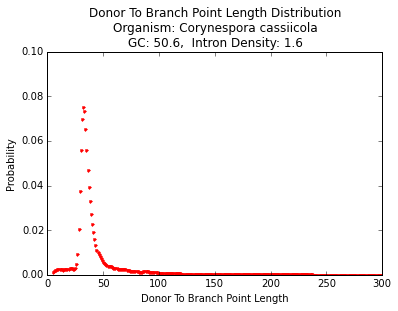 Donor To Branch Point Length Distribution
Organism: Corynespora cassiicola
GC: 50.6,  Intron Density: 1.6
0.10
0.08
0.06
0.04
0.02
0.00
Probability
0 50 100 150 200 250 300
Donor To Branch Point Length